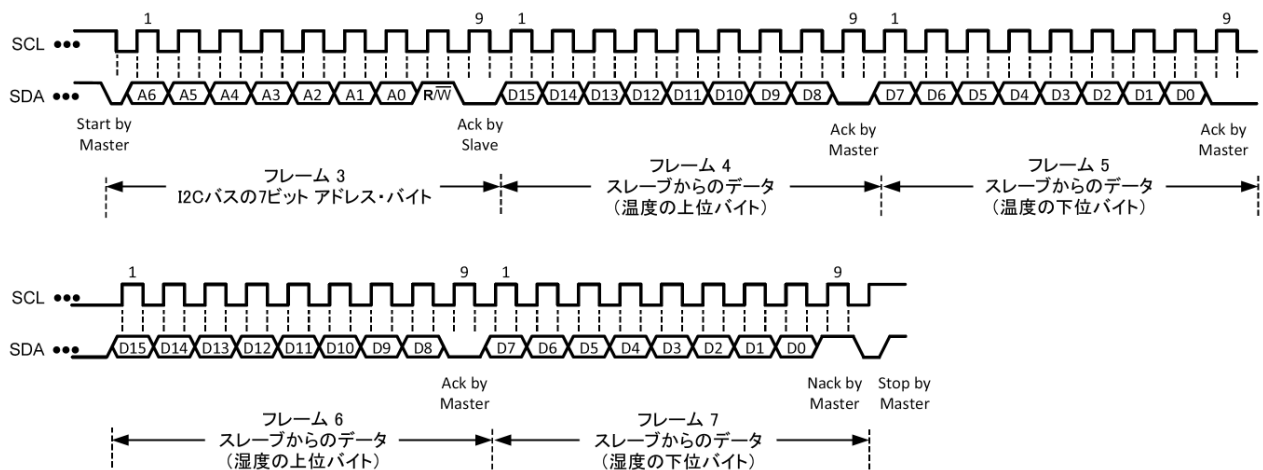 1 9 1 9 1 9
SCL •••
SDA ••• A6 A5 A4 A3 A2 A1 A0 R/W D15 D14 D13 D12 D11 D10 D9 D8 D7 D6 D5 D4 D3 D2 D1 D0
Start by
Master
Ack by
Slave
Ack by
Master
Ack by
Master
フレーム 3
I2Cバスの7ビット アドレス・バイト
フレーム 4
スレーブからのデータ
(温度の上位バイト)
フレーム 5
スレーブからのデータ
(温度の下位バイト)
1 9 1 9
SCL •••
SDA ••• D15 D14 D13 D12 D11 D10 D9 D8 D7 D6 D5 D4 D3 D2 D1 D0
Ack by
Master
Nack by
Master
Stop by
Master
フレーム 6
スレーブからのデータ
(湿度の上位バイト)
フレーム 7
スレーブからのデータ
(湿度の下位バイト)